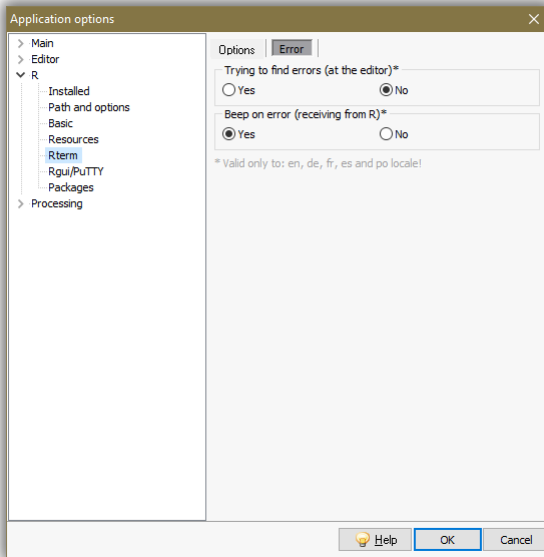 Application options
Main
Editor
R
Installed
Path and options
Basic
Resources
Rterm
Rgui/PuTTY
Packages
Processing
Options Error
Trying to find errors (at the editor)*
Yes No
Beep on error (receiving from R)*
Yes No
* Valid only to: en, de, fr, es and po locale!
Help OK Cancel